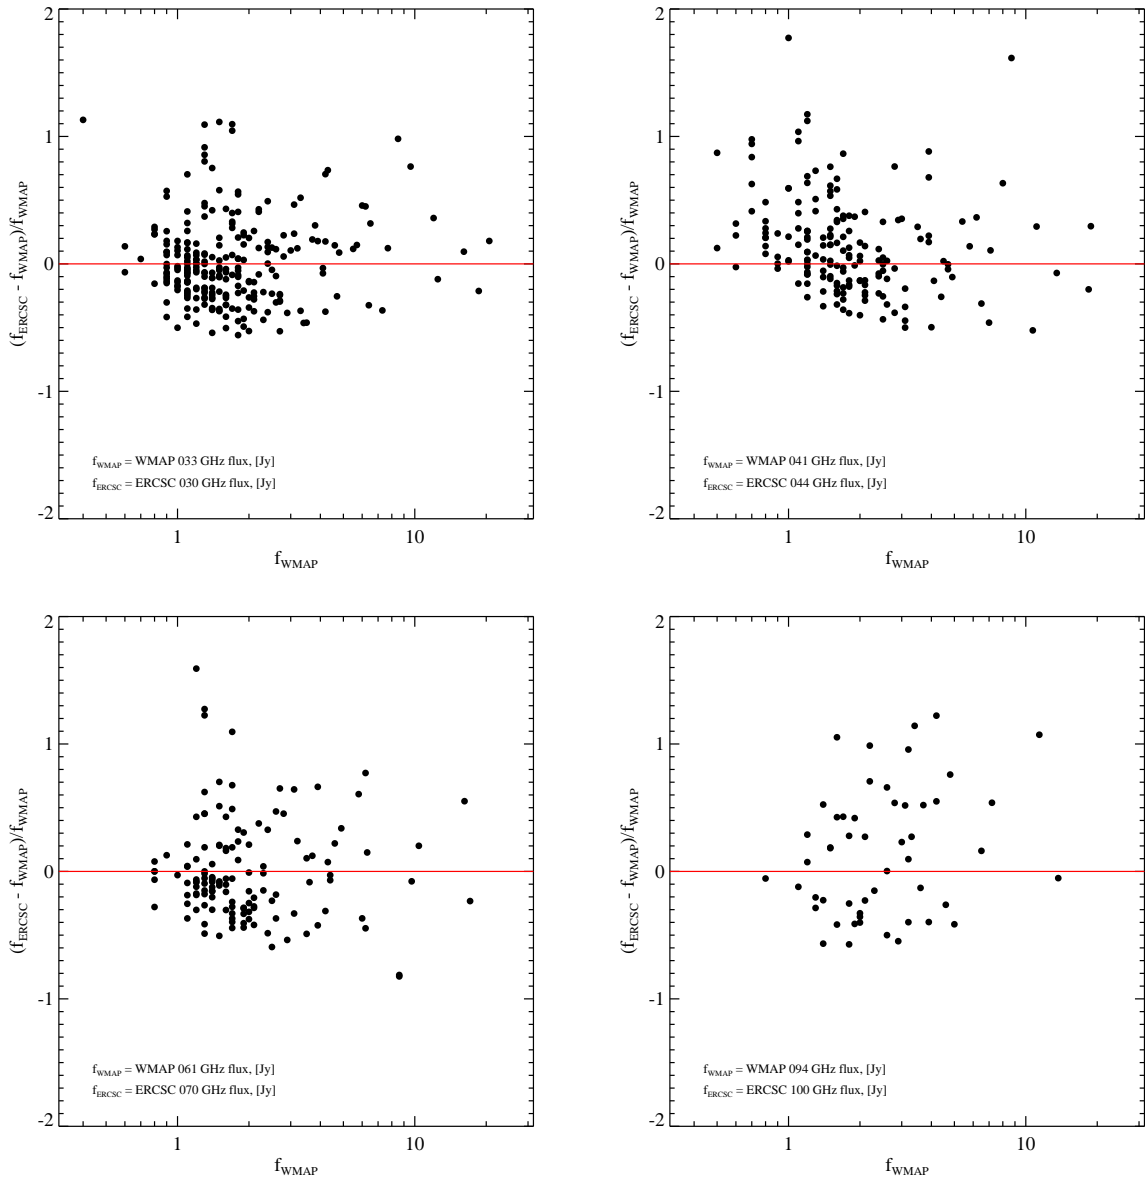 2
1
0
-1
-2
(f_ERCSC - f_WMAP)/f_WMAP
f_WMAP = WMAP 033 GHz flux, [Jy]
f_ERCSC = ERCSC 030 GHz flux, [Jy]
1 10
f_WMAP
2
1
0
-1
-2
(f_ERCSC - f_WMAP)/f_WMAP
f_WMAP = WMAP 041 GHz flux, [Jy]
f_ERCSC = ERCSC 044 GHz flux, [Jy]
1 10
f_WMAP
2
1
0
-1
-2
(f_ERCSC - f_WMAP)/f_WMAP
f_WMAP = WMAP 061 GHz flux, [Jy]
f_ERCSC = ERCSC 070 GHz flux, [Jy]
1 10
f_WMAP
2
1
0
-1
-2
(f_ERCSC - f_WMAP)/f_WMAP
f_WMAP = WMAP 094 GHz flux, [Jy]
f_ERCSC = ERCSC 100 GHz flux, [Jy]
1 10
f_WMAP